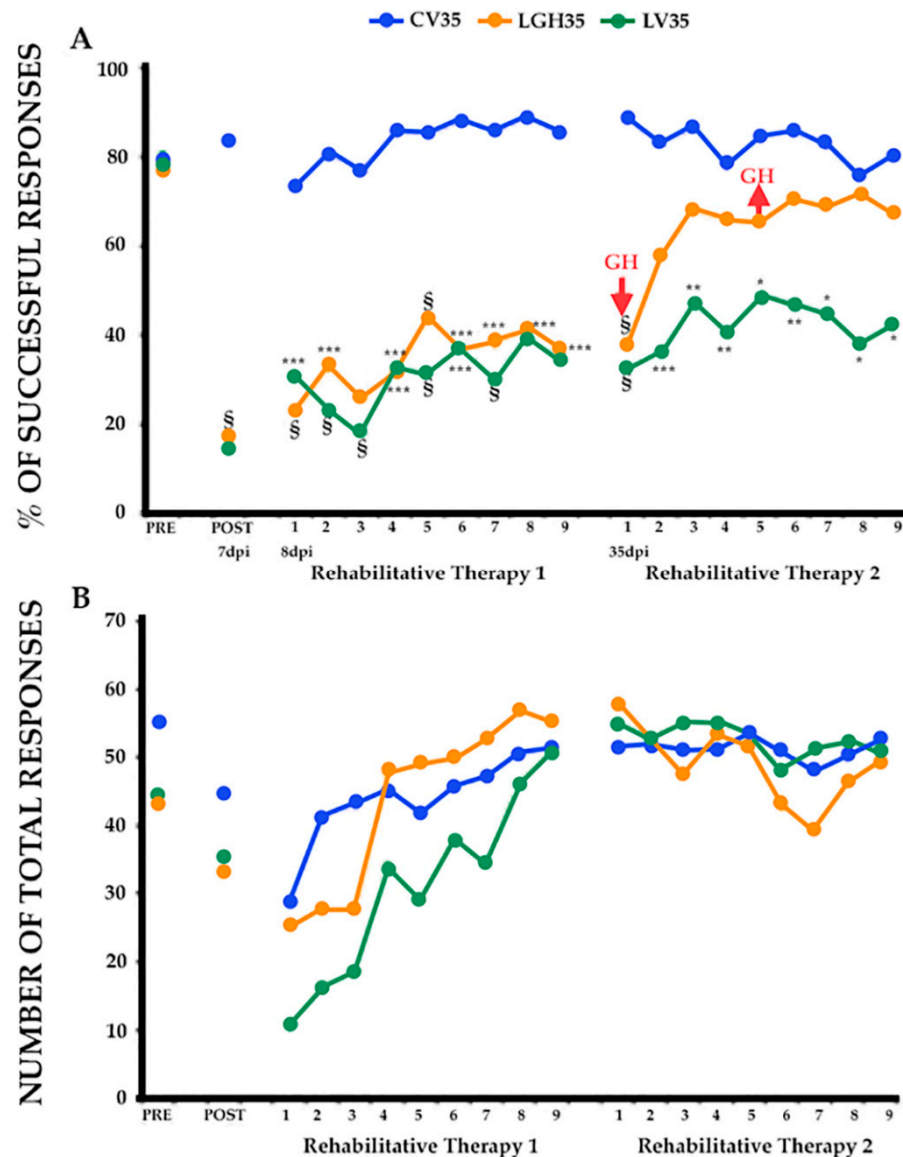 CV35 LGH35 LV35
A
% OF SUCCESSFUL RESPONSES
100
80
60
40
20
0
GH
GH
§
*** *** *** § *** *** *** ***
§ § § *** § *** §
§ ** * * 
§ *** ** ** * *
PRE POST 1 2 3 4 5 6 7 8 9 1 2 3 4 5 6 7 8 9
7dpi 8dpi 35dpi
Rehabilitative Therapy 1 Rehabilitative Therapy 2
B
NUMBER OF TOTAL RESPONSES
70
60
50
40
30
20
10
0
PRE POST 1 2 3 4 5 6 7 8 9 1 2 3 4 5 6 7 8 9
Rehabilitative Therapy 1 Rehabilitative Therapy 2